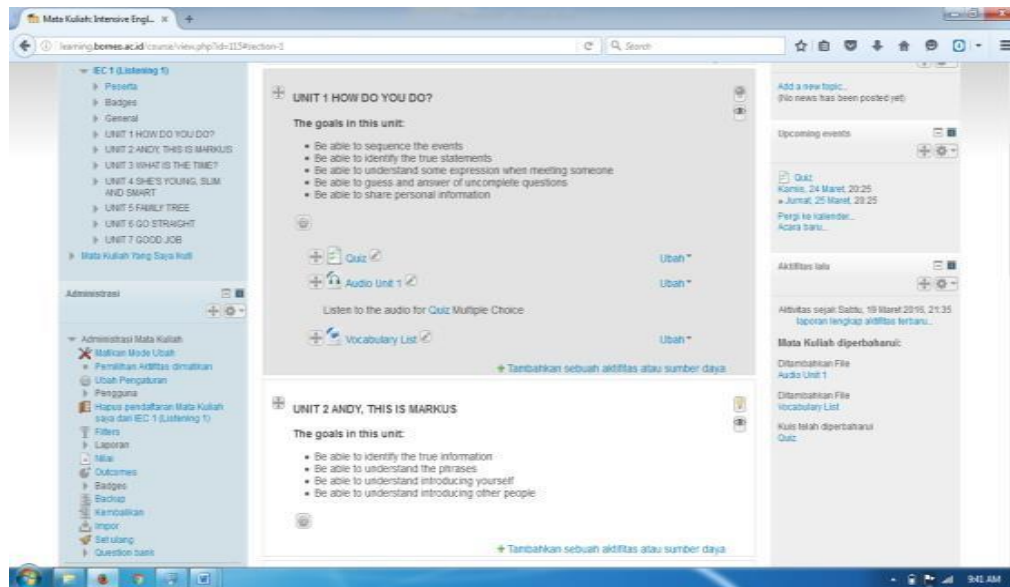 Mata Kuliah: Intensive Engl...
learning.borneo.ac.id/course/view.php?id=115#section-1
Search
IEC 1 (Listening 1)
Peserta
Badges
General
UNIT 1 HOW DO YOU DO?
UNIT 2 ANDY, THIS IS MARKUS
UNIT 3 WHAT IS THE TIME?
UNIT 4 SHE'S YOUNG, SLIM
AND SMART
UNIT 5 FAMILY TREE
UNIT 6 GO STRAIGHT
UNIT 7 GOOD JOB
Mata Kuliah Yang Saya Ikuti
Administrasi
Administrasi Mata Kuliah
Matikan Mode Ubah
Pemilihan Aktifitas dimatikan
Ubah Pengaturan
Pengguna
Hapus pendaftaran Mata Kuliah
saya dari IEC 1 (Listening 1)
Filters
Laporan
Nilai
Outcomes
Badges
Backup
Kembalikan
Impor
Set ulang
Question bank
UNIT 1 HOW DO YOU DO?
The goals in this unit:
Be able to sequence the events
Be able to identify the true statements
Be able to understand some expression when meeting someone
Be able to guess and answer of uncomplete questions
Be able to share personal information
Quiz
Ubah
Audio Unit 1
Ubah
Listen to the audio for Quiz Multiple Choice
Vocabulary List
Ubah
Tambahkan sebuah aktifitas atau sumber daya
UNIT 2 ANDY, THIS IS MARKUS
The goals in this unit:
Be able to identify the true information
Be able to understand the phrases
Be able to understand introducing yourself
Be able to understand introducing other people
Tambahkan sebuah aktifitas atau sumber daya
Add a new topic...
(No news has been posted yet)
Upcoming events
Quiz
Kamis, 24 Maret, 20:25
» Jumat, 25 Maret, 20:25
Pergi ke kalender...
Acara baru...
Aktifitas lalu
Aktivitas sejak Sabtu, 19 Maret 2016, 21:35
laporan lengkap aktifitas terbaru...
Mata Kuliah diperbaharui:
Ditambahkan File
Audio Unit 1
Ditambahkan File
Vocabulary List
Kuis telah diperbaharui
Quiz
9:41 AM